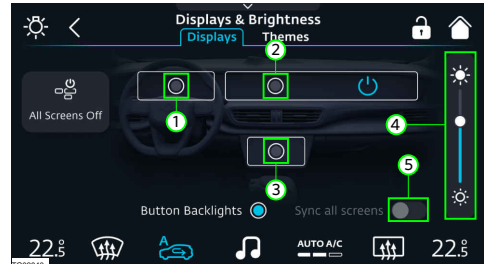 Displays & Brightness
Displays Themes
2
All Screens Off
1
4
3
5
Button Backlights Sync all screens
22.5° A AUTO A/C 22.5°